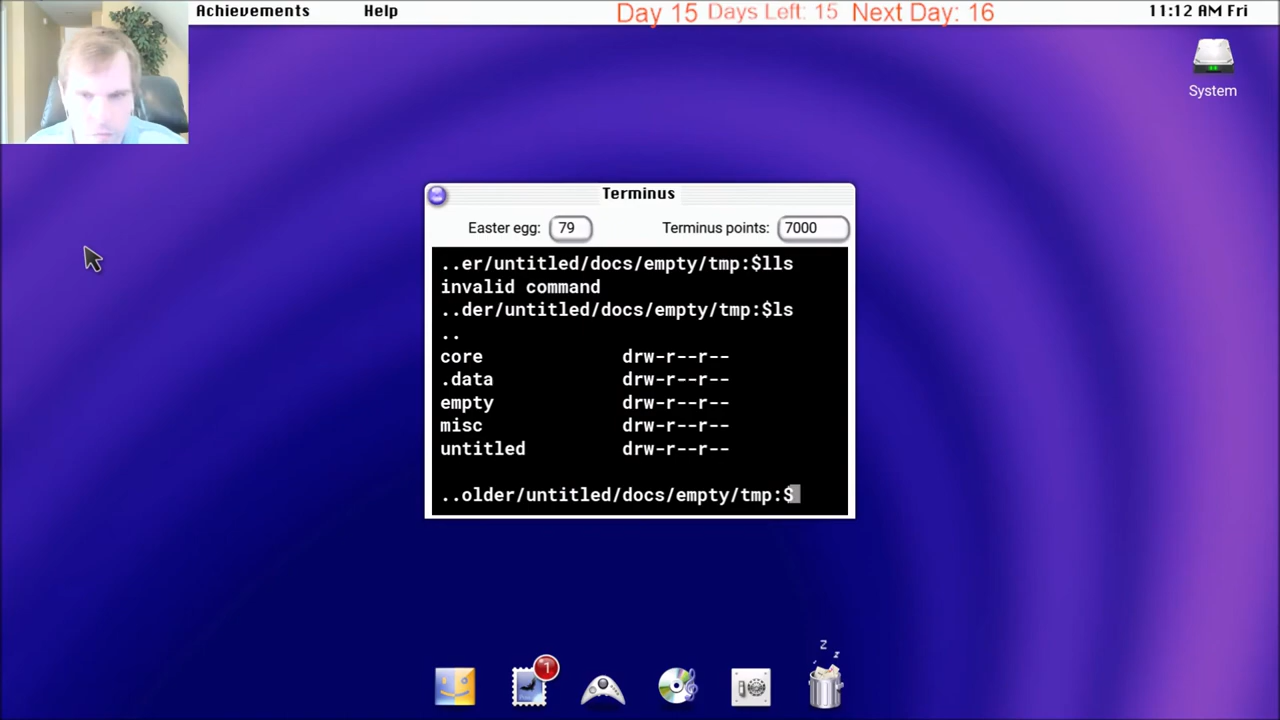 Achievements Help Day 15 Days Left: 15 Next Day: 16 11:12 AM Fri
System
Terminus
Easter egg: 79 Terminus points: 7000
..er/untitled/docs/empty/tmp:$lls
invalid command
..der/untitled/docs/empty/tmp:$ls
..
core drw-r--r--
.data drw-r--r--
empty drw-r--r--
misc drw-r--r--
untitled drw-r--r--
..older/untitled/docs/empty/tmp:$
z
z
1